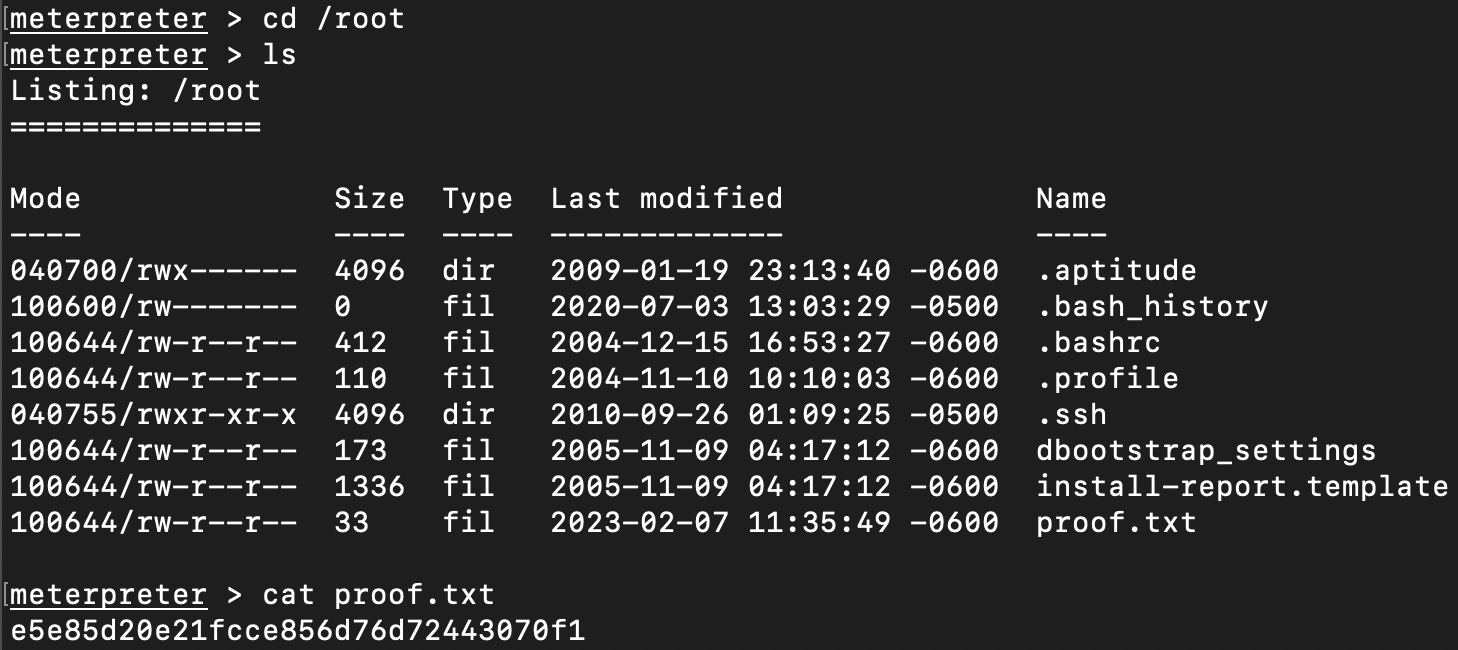 [meterpreter > cd /root
[meterpreter > ls
Listing: /root
==============
Mode Size Type Last modified Name
---- ---- ---- ------------- ----
040700/rwx------ 4096 dir 2009-01-19 23:13:40 -0600 .aptitude
100600/rw------- 0 fil 2020-07-03 13:03:29 -0500 .bash_history
100644/rw-r--r-- 412 fil 2004-12-15 16:53:27 -0600 .bashrc
100644/rw-r--r-- 110 fil 2004-11-10 10:10:03 -0600 .profile
040755/rwxr-xr-x 4096 dir 2010-09-26 01:09:25 -0500 .ssh
100644/rw-r--r-- 173 fil 2005-11-09 04:17:12 -0600 dbootstrap_settings
100644/rw-r--r-- 1336 fil 2005-11-09 04:17:12 -0600 install-report.template
100644/rw-r--r-- 33 fil 2023-02-07 11:35:49 -0600 proof.txt
[meterpreter > cat proof.txt
e5e85d20e21fcce856d76d72443070f1